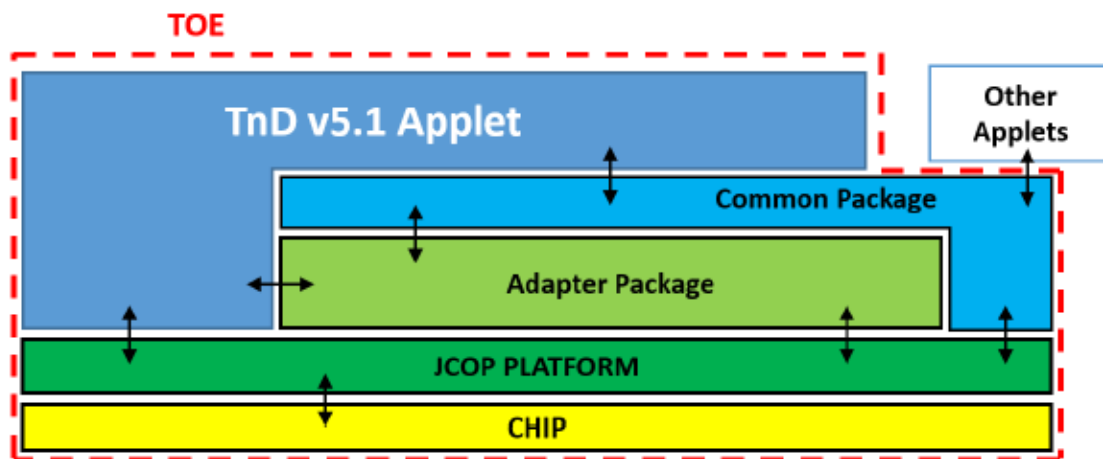 TOE
TnD v5.1 Applet
Other
Applets
Common Package
Adapter Package
JCOP PLATFORM
CHIP